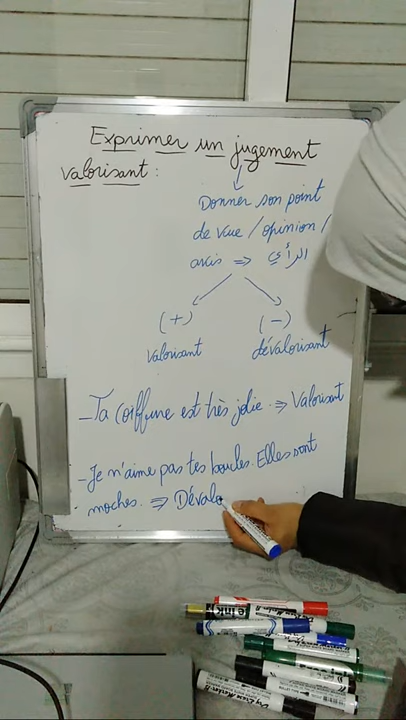 Exprimer un jugement
valorisant :
Donner son point
de vue / opinion /
avis ⇒ الرأي
(+)
(-)
valorisant
dévalorisant
- Ta coiffure est très jolie. ⇒ Valorisant
- Je n'aime pas tes boucles. Elles sont
moches. ⇒ Dévalo